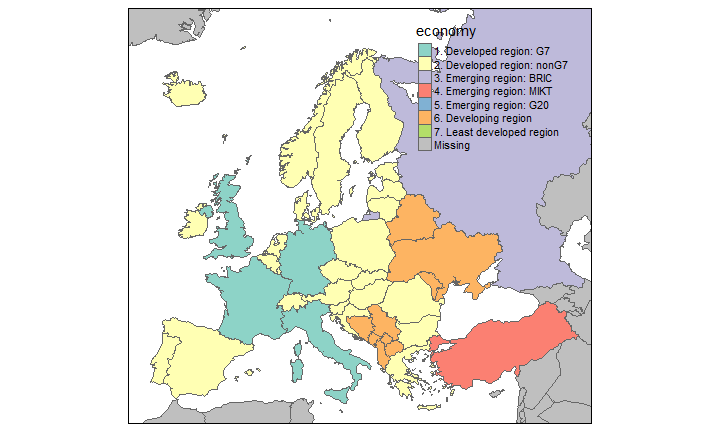 economy
1. Developed region: G7
2. Developed region: nonG7
3. Emerging region: BRIC
4. Emerging region: MIKT
5. Emerging region: G20
6. Developing region
7. Least developed region
Missing